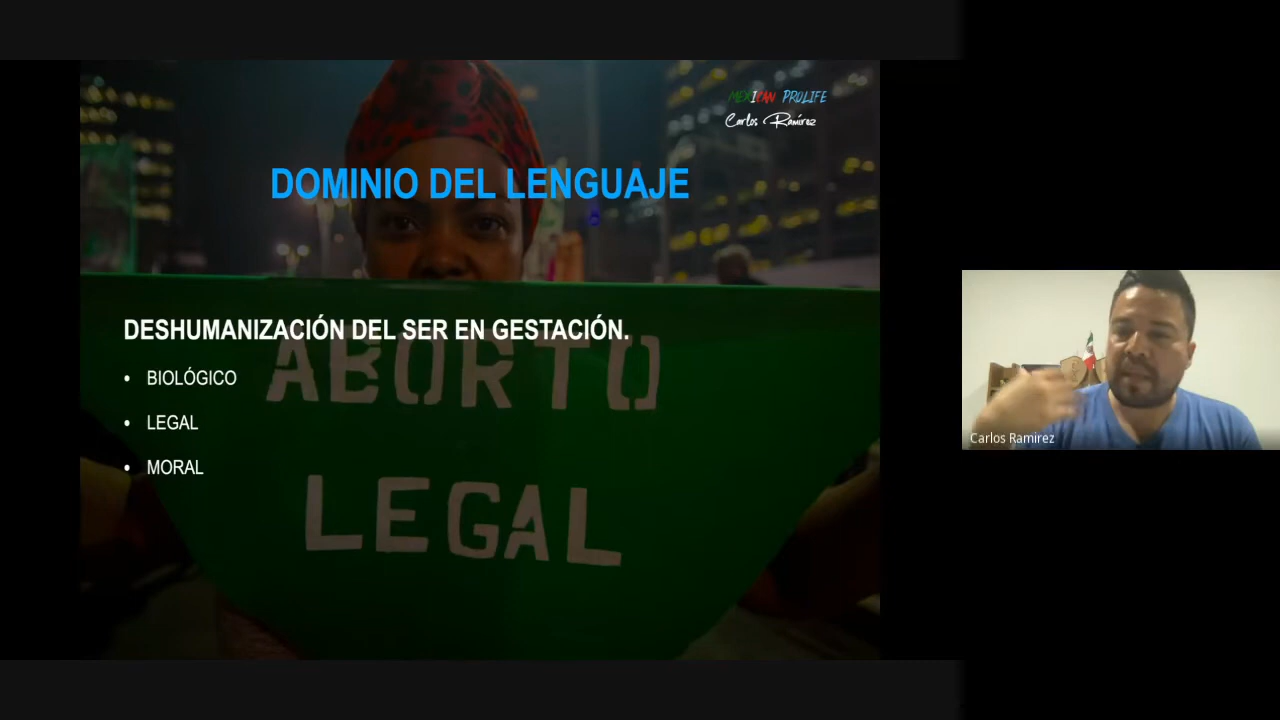 MEXICAN PROLIFE
Carlos Ramírez
DOMINIO DEL LENGUAJE
DESHUMANIZACIÓN DEL SER EN GESTACIÓN.
• BIOLÓGICO
• LEGAL
• MORAL
ABORTO
LEGAL
Carlos Ramirez